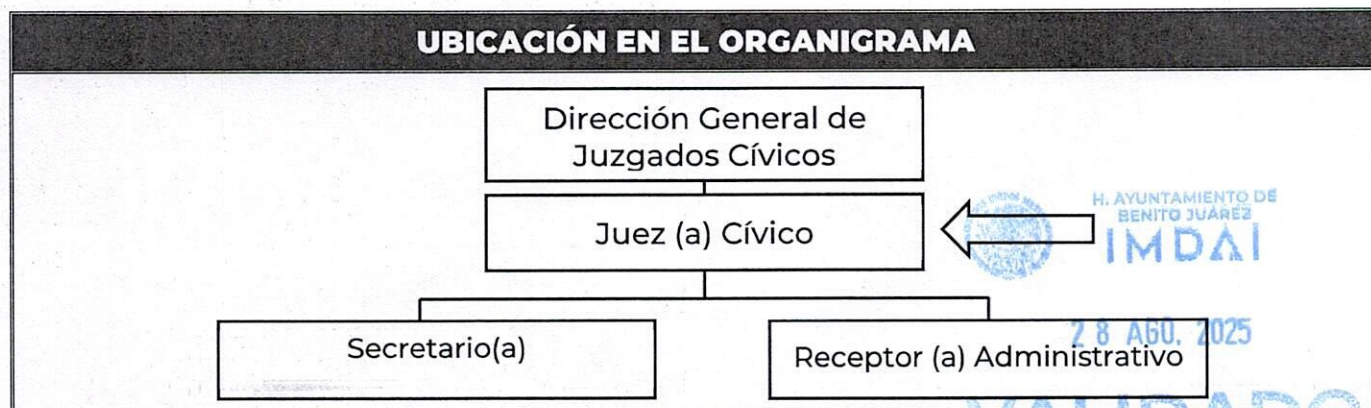 UBICACIÓN EN EL ORGANIGRAMA
Dirección General de
Juzgados Cívicos
Juez (a) Cívico
H. AYUNTAMIENTO DE
BENITO JUÁREZ
IMDAI
Secretario(a)
28 AGO. 2025
Receptor (a) Administrativo
VALIDADO